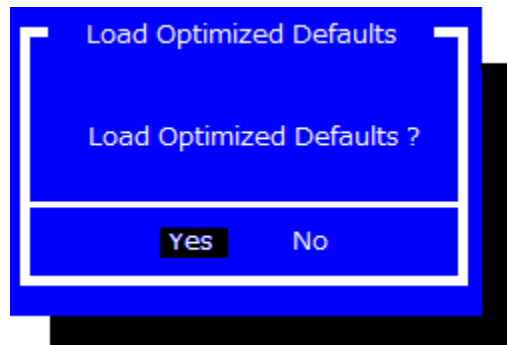 Load Optimized Defaults
Load Optimized Defaults ?
Yes No